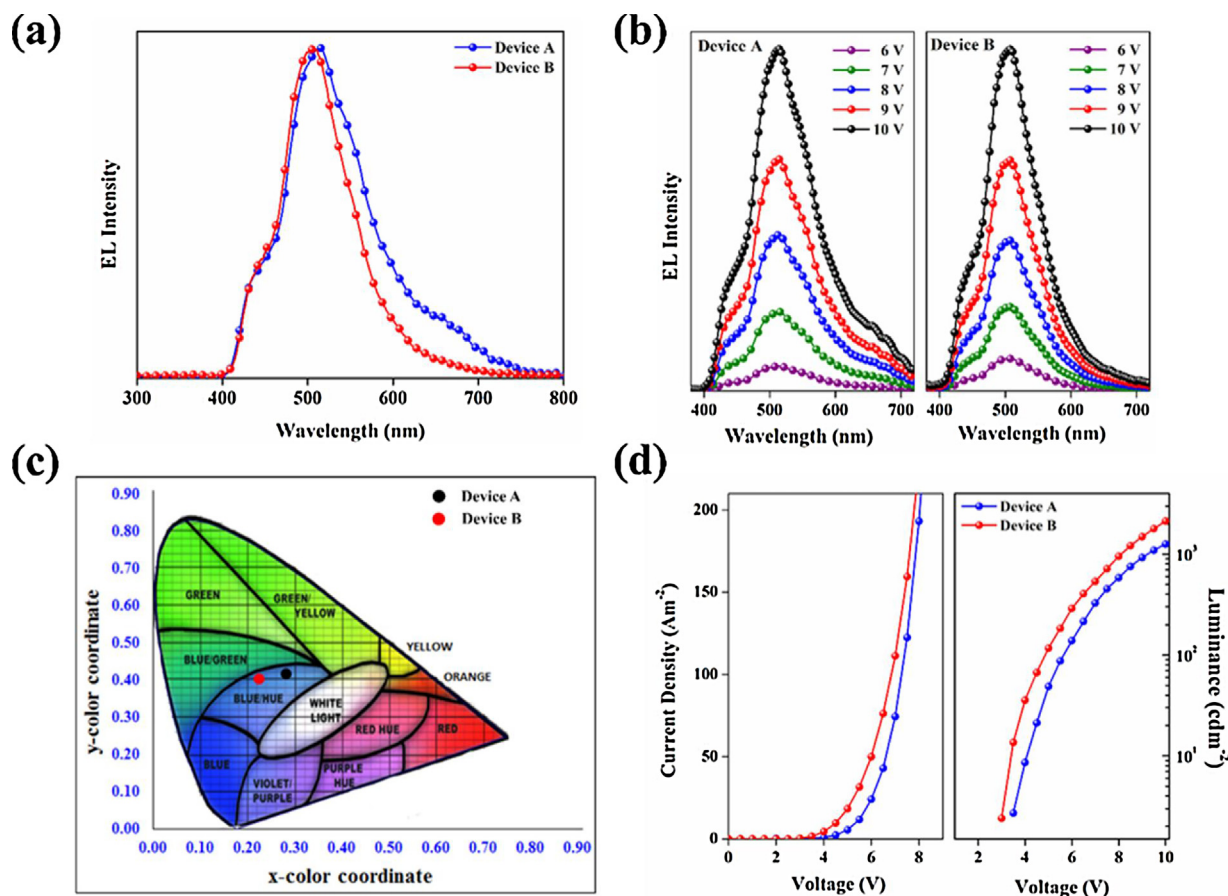 (a)
Device A
Device B
EL Intensity
300 400 500 600 700 800
Wavelength (nm)
(b)
Device A
6 V
7 V
8 V
9 V
10 V
Device B
6 V
7 V
8 V
9 V
10 V
EL Intensity
400 500 600 700
400 500 600 700
Wavelength (nm)
Wavelength (nm)
(c)
Device A
Device B
0.90
0.80
0.70
0.60
0.50
0.40
0.30
0.20
0.10
0.00
y-color coordinate
GREEN
GREEN/
YELLOW
YELLOW
BLUE/GREEN
ORANGE
BLUE/HUE
WHITE
LIGHT
RED HUE
RED
BLUE
PURPLE
HUE
VIOLET/
PURPLE
0.00 0.10 0.20 0.30 0.40 0.50 0.60 0.70 0.80 0.90
x-color coordinate
(d)
Device A
Device B
200
150
100
50
0
Current Density (Am⁻²)
0 2 4 6 8
Voltage (V)
10³
10²
10¹
Luminance (cdm⁻²)
2 4 6 8 10
Voltage (V)